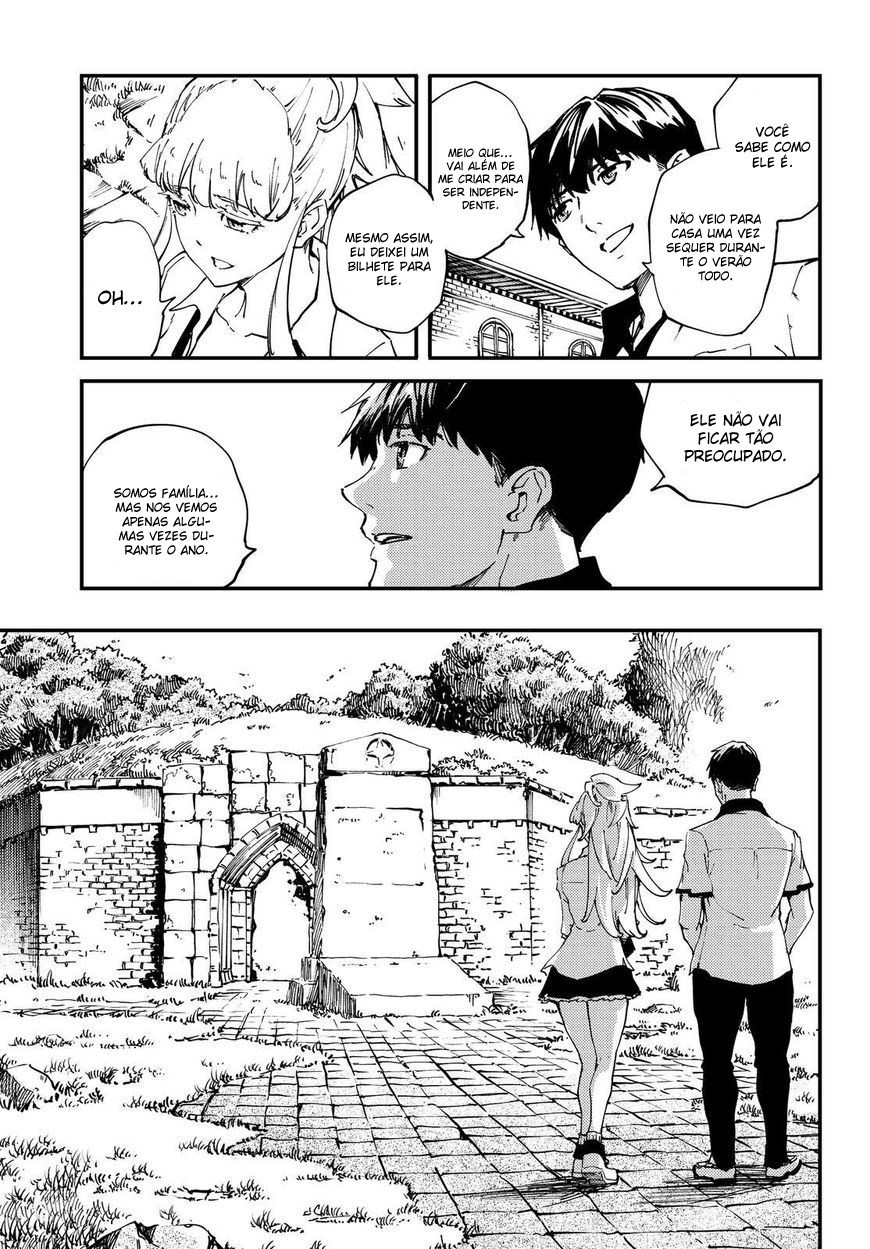 VOCÊ
SABE COMO
ELE É.
NÃO VEIO PARA
CASA UMA VEZ
SEQUER DURAN-
TE O VERÃO
TODO.
MEIO QUE...
VAI ALÉM DE
ME CRIAR PARA
SER INDEPEN-
DENTE.
MESMO ASSIM,
EU DEIXEI UM
BILHETE PARA
ELE.
OH...
ELE NÃO VAI
FICAR TÃO
PREOCUPADO.
SOMOS FAMÍLIA...
MAS NOS VEMOS
APENAS ALGU-
MAS VEZES DU-
RANTE O ANO.